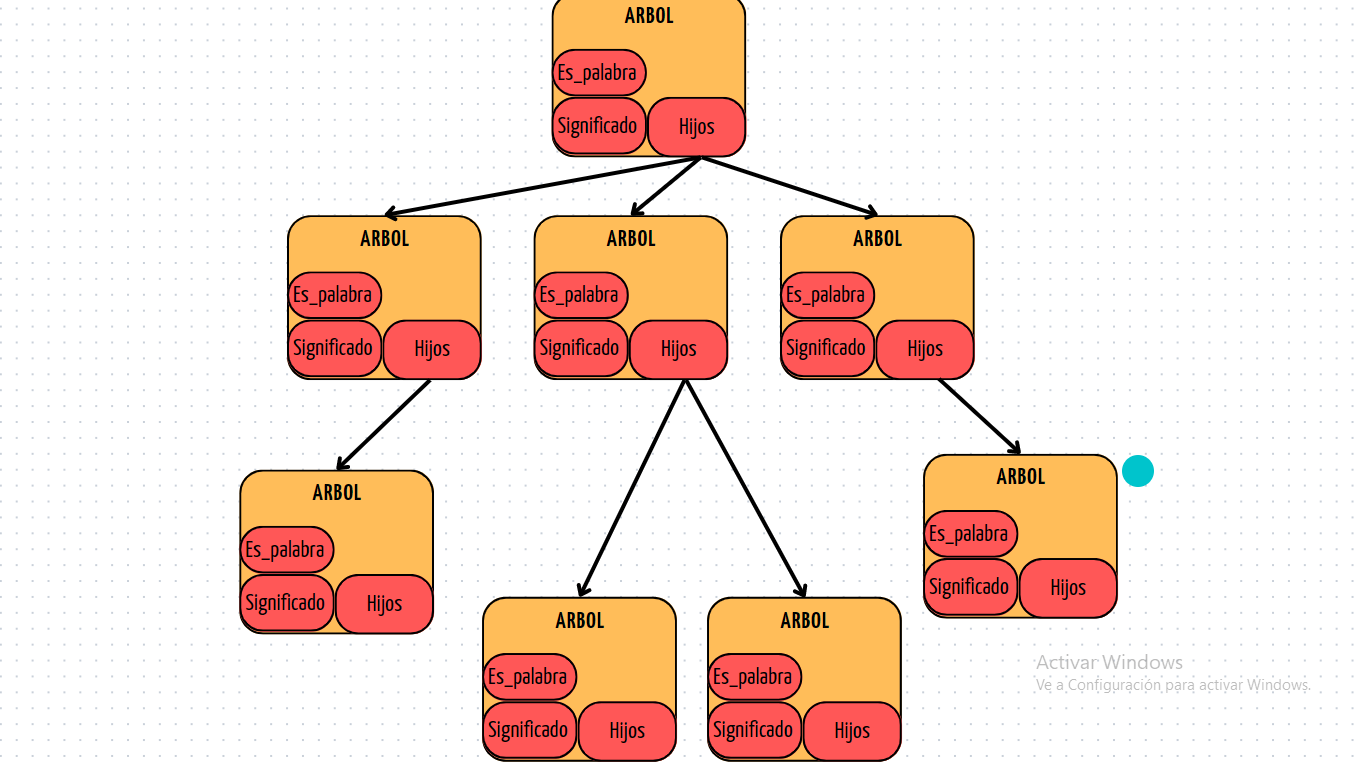 ARBOL
Es_palabra
Significado Hijos
ARBOL
Es_palabra
Significado Hijos
ARBOL
Es_palabra
Significado Hijos
ARBOL
Es_palabra
Significado Hijos
ARBOL
Es_palabra
Significado Hijos
ARBOL
Es_palabra
Significado Hijos
ARBOL
Es_palabra
Significado Hijos
ARBOL
Es_palabra
Significado Hijos
Activar Windows
Ve a Configuración para activar Windows.